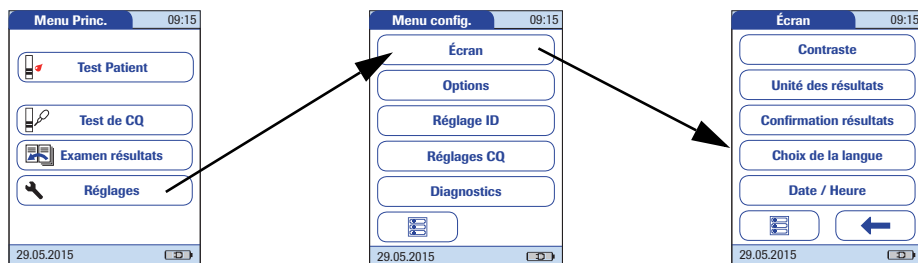 Menu Princ. 09:15
Test Patient
Test de CQ
Examen résultats
Réglages
29.05.2015
Menu config. 09:15
Écran
Options
Réglage ID
Réglages CQ
Diagnostics
29.05.2015
Écran 09:15
Contraste
Unité des résultats
Confirmation résultats
Choix de la langue
Date / Heure
29.05.2015